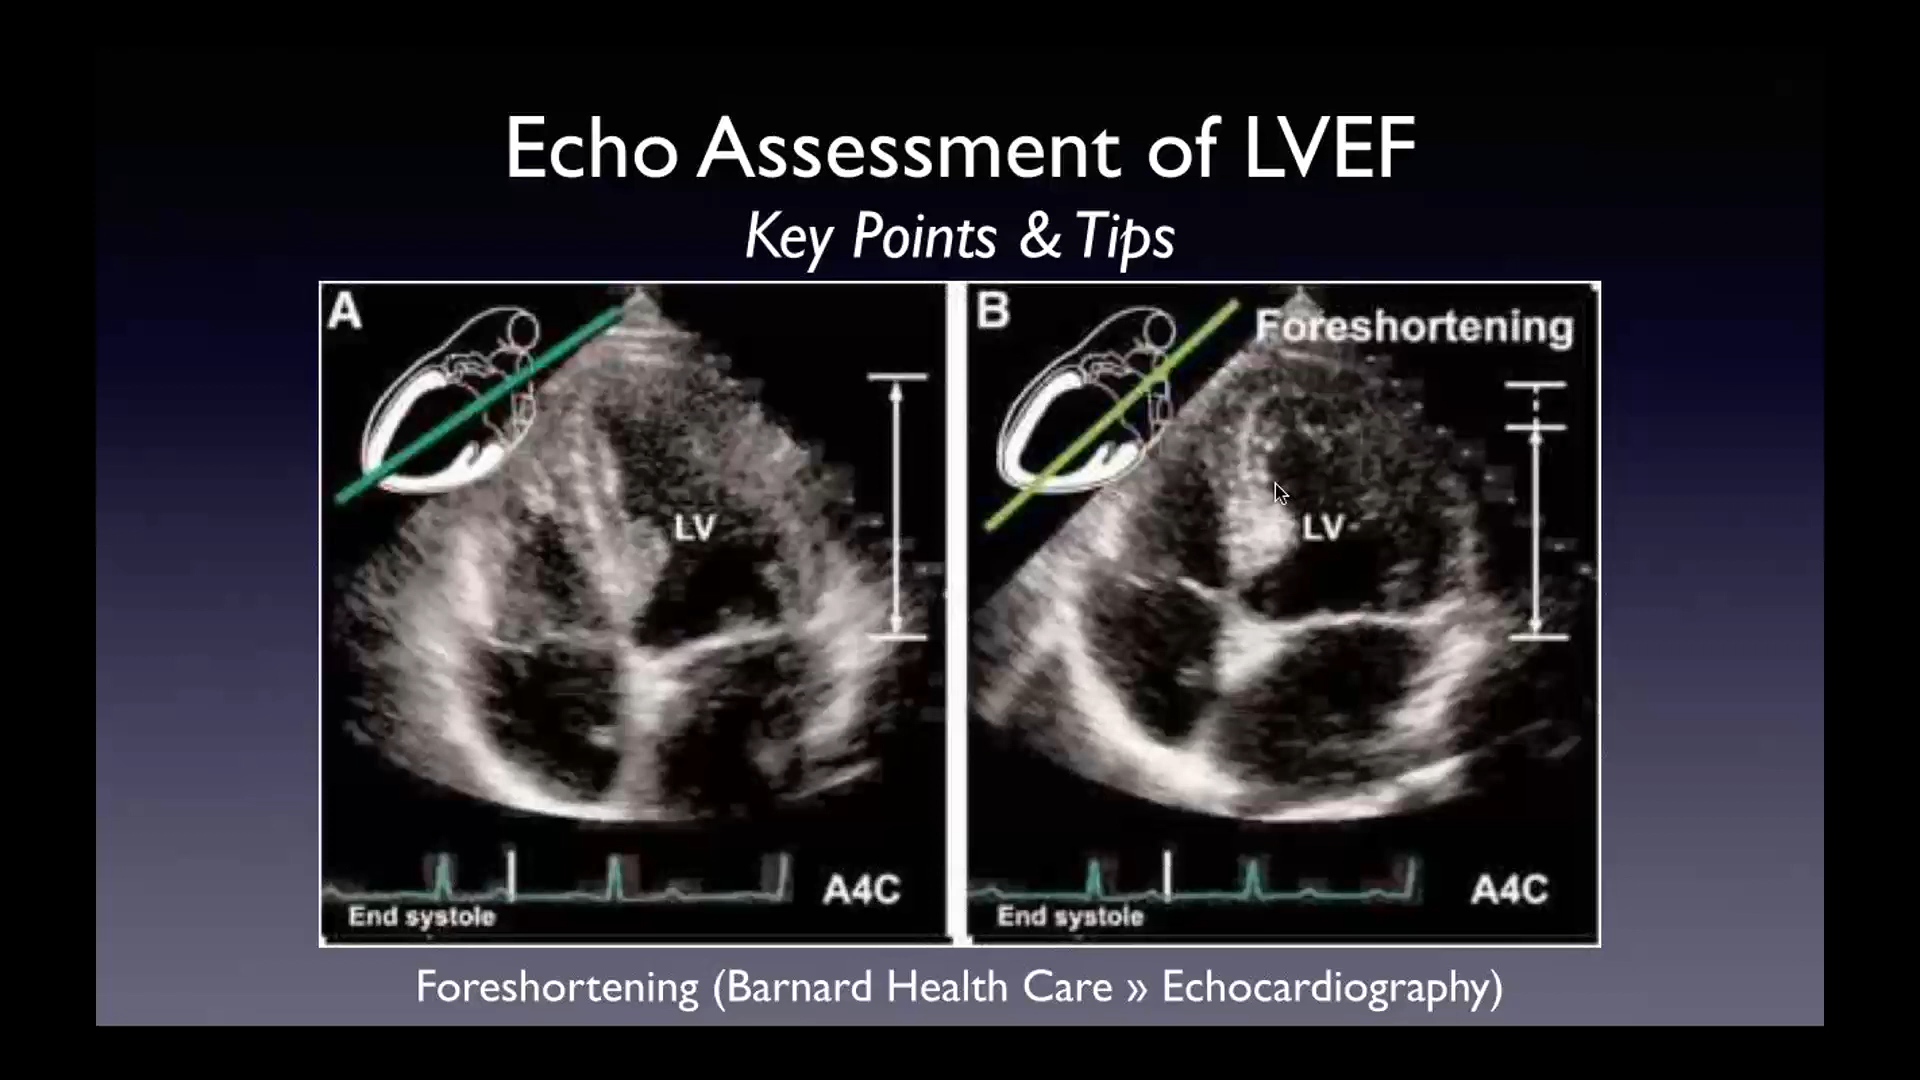 Echo Assessment of LVEF
Key Points & Tips
A
LV
A4C
End systole
B
Foreshortening
LV
A4C
End systole
Foreshortening (Barnard Health Care » Echocardiography)